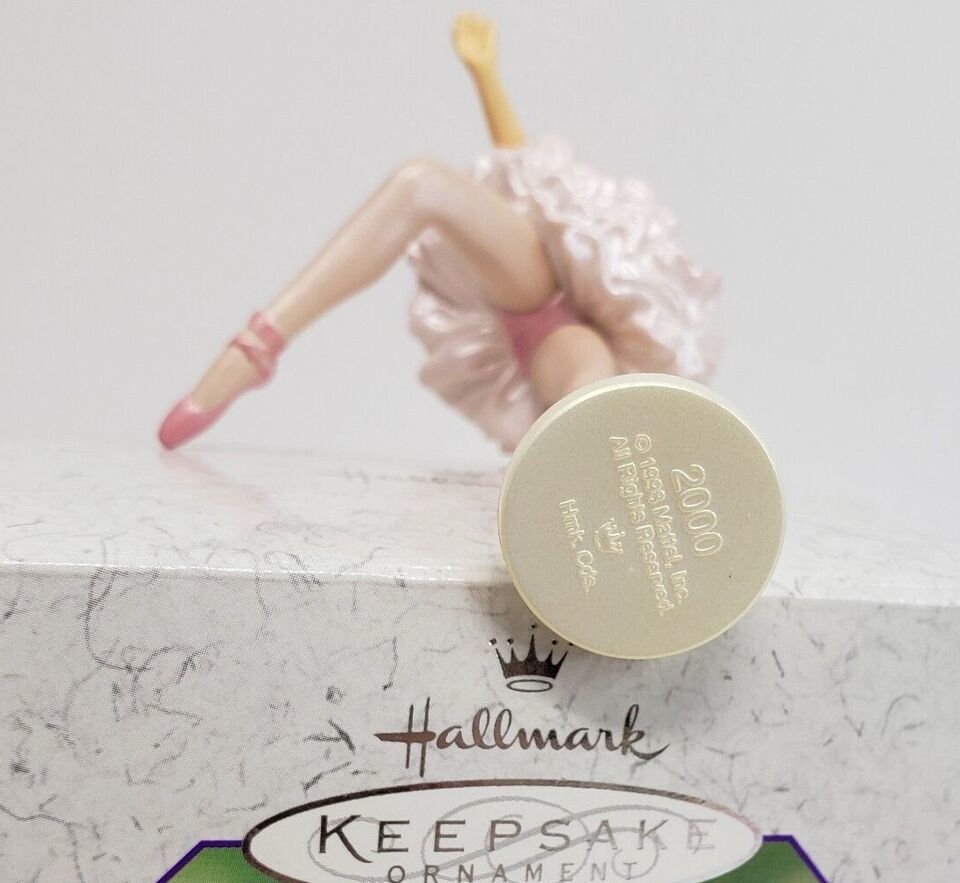 2000
© 1998 Mattel, Inc.
All Rights Reserved.
Hmk. Cds.
Hallmark
KEEPSAKE
ORNAMENT